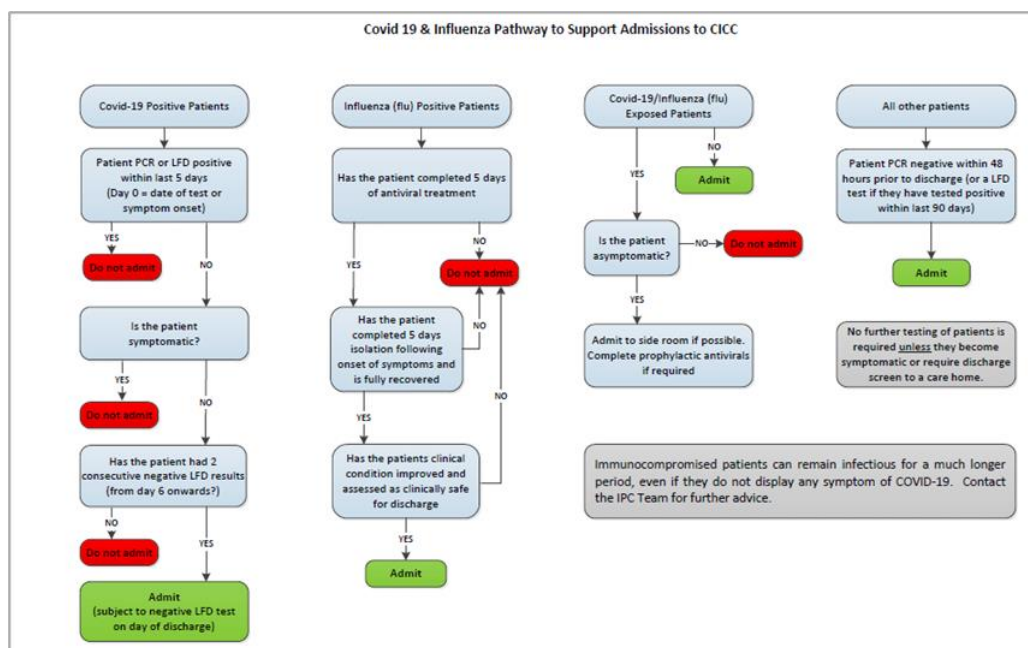 Covid 19 & Influenza Pathway to Support Admissions to CICC
Covid-19 Positive Patients
Patient PCR or LFD positive
within last 5 days
(Day 0 = date of test or
symptom onset)
YES
NO
Do not admit
Is the patient
symptomatic?
YES
NO
Do not admit
Has the patient had 2
consecutive negative LFD results
(from day 6 onwards?)
NO
YES
Do not admit
Admit
(subject to negative LFD test
on day of discharge)
Influenza (flu) Positive Patients
Has the patient completed 5 days
of antiviral treatment
YES
NO
Do not admit
Has the patient
completed 5 days
isolation following
onset of symptoms and
is fully recovered
NO
YES
NO
Has the patients clinical
condition improved and
assessed as clinically safe
for discharge
YES
Admit
Covid-19/Influenza (flu)
Exposed Patients
YES
NO
Admit
Is the patient
asymptomatic?
NO
Do not admit
YES
Admit to side room if possible.
Complete prophylactic antivirals
if required
All other patients
Patient PCR negative within 48
hours prior to discharge (or a LFD
test if they have tested positive
within last 90 days)
Admit
No further testing of patients is
required unless they become
symptomatic or require discharge
screen to a care home.
Immunocompromised patients can remain infectious for a much longer
period, even if they do not display any symptom of COVID-19. Contact
the IPC Team for further advice.